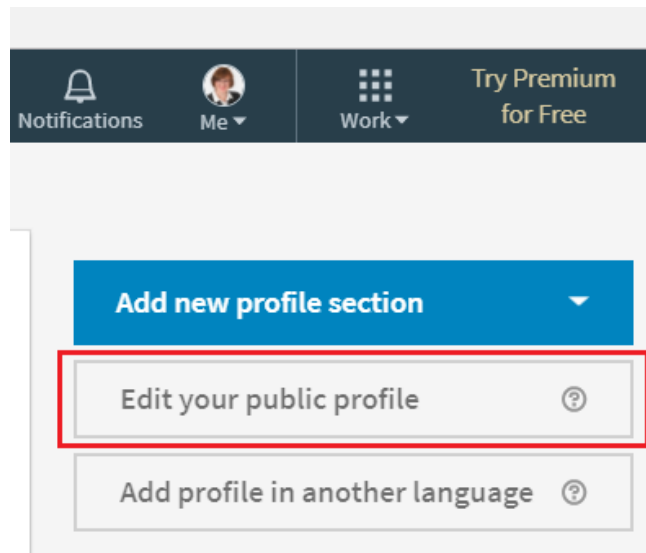 Notifications
Me
Work
Try Premium
for Free
Add new profile section
Edit your public profile
Add profile in another language